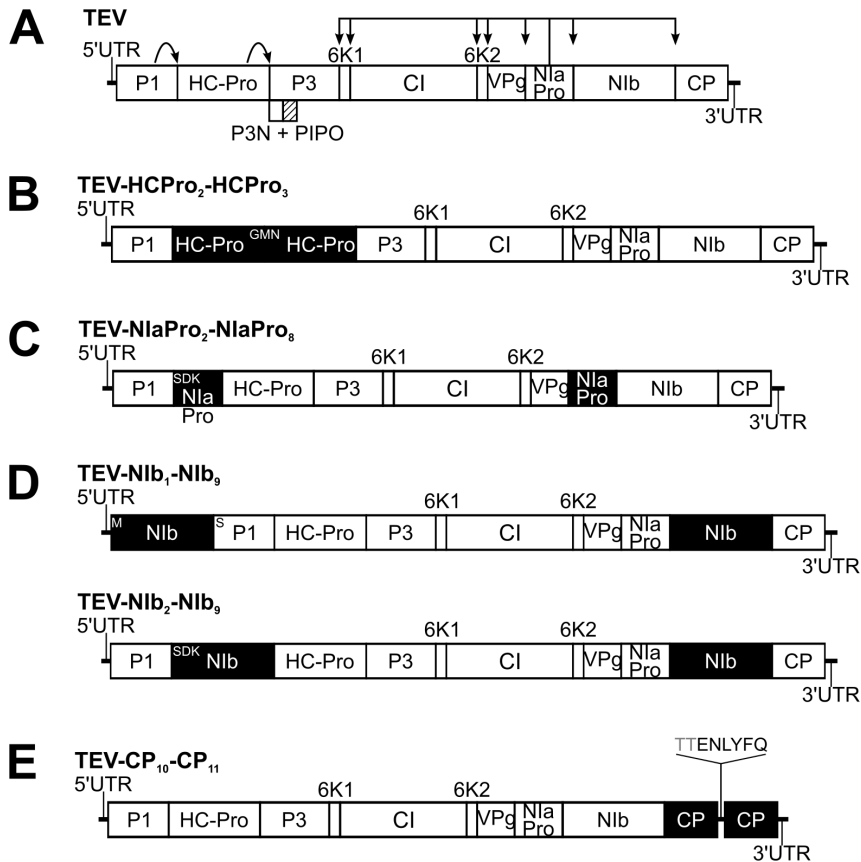 A
TEV
5'UTR
6K1 6K2
P1 HC-Pro P3 CI VPg NIa Pro NIb CP
P3N + PIPO
3'UTR
B
TEV-HCPro₂-HCPro₃
5'UTR
6K1 6K2
P1 HC-Pro GMN HC-Pro P3 CI VPg NIa Pro NIb CP
3'UTR
C
TEV-NIaPro₂-NIaPro₈
5'UTR
6K1 6K2
P1 SDK NIa Pro HC-Pro P3 CI VPg NIa Pro NIb CP
3'UTR
D
TEV-NIb₁-NIb₉
5'UTR
6K1 6K2
M NIb S P1 HC-Pro P3 CI VPg NIa Pro NIb CP
3'UTR
TEV-NIb₂-NIb₉
5'UTR
6K1 6K2
P1 SDK NIb HC-Pro P3 CI VPg NIa Pro NIb CP
3'UTR
E
TEV-CP₁₀-CP₁₁
TTENLYFQ
5'UTR
6K1 6K2
P1 HC-Pro P3 CI VPg NIa Pro NIb CP CP
3'UTR